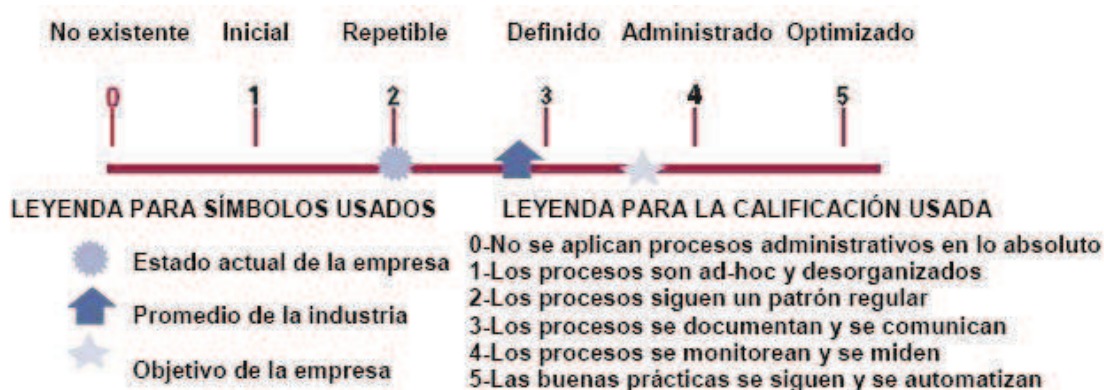 No existente Inicial Repetible Definido Administrado Optimizado
0 1 2 3 4 5
LEYENDA PARA SÍMBOLOS USADOS
Estado actual de la empresa
Promedio de la industria
Objetivo de la empresa
LEYENDA PARA LA CALIFICACIÓN USADA
0-No se aplican procesos administrativos en lo absoluto
1-Los procesos son ad-hoc y desorganizados
2-Los procesos siguen un patrón regular
3-Los procesos se documentan y se comunican
4-Los procesos se monitorean y se miden
5-Las buenas prácticas se siguen y se automatizan